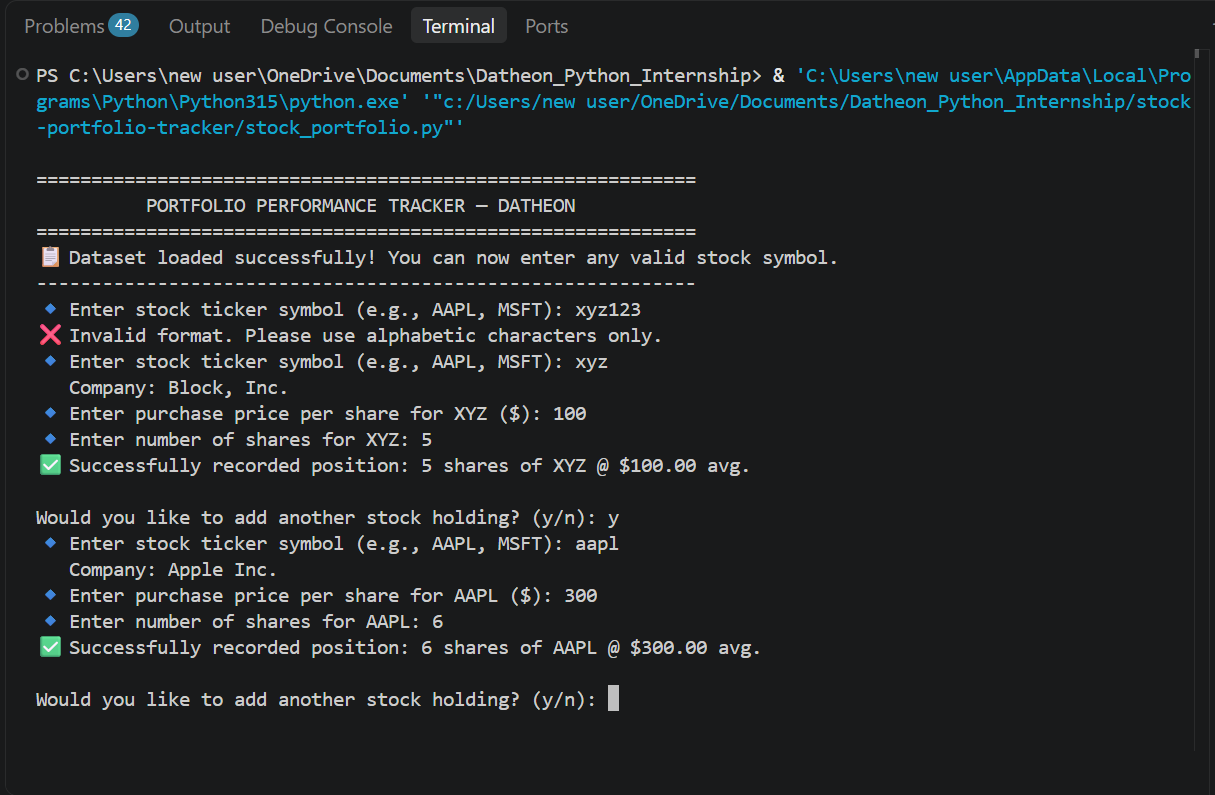 Problems 42 Output Debug Console Terminal Ports
PS C:\Users\new user\OneDrive\Documents\Datheon_Python_Internship> & 'C:\Users\new user\AppData\Local\Pro
grams\Python\Python315\python.exe' '"c:/Users/new user/OneDrive/Documents/Datheon_Python_Internship/stock
-portfolio-tracker/stock_portfolio.py"'
============================================================
PORTFOLIO PERFORMANCE TRACKER — DATHEON
============================================================
📋 Dataset loaded successfully! You can now enter any valid stock symbol.
------------------------------------------------------------
🔹 Enter stock ticker symbol (e.g., AAPL, MSFT): xyz123
❌ Invalid format. Please use alphabetic characters only.
🔹 Enter stock ticker symbol (e.g., AAPL, MSFT): xyz
Company: Block, Inc.
🔹 Enter purchase price per share for XYZ ($): 100
🔹 Enter number of shares for XYZ: 5
✅ Successfully recorded position: 5 shares of XYZ @ $100.00 avg.
Would you like to add another stock holding? (y/n): y
🔹 Enter stock ticker symbol (e.g., AAPL, MSFT): aapl
Company: Apple Inc.
🔹 Enter purchase price per share for AAPL ($): 300
🔹 Enter number of shares for AAPL: 6
✅ Successfully recorded position: 6 shares of AAPL @ $300.00 avg.
Would you like to add another stock holding? (y/n):